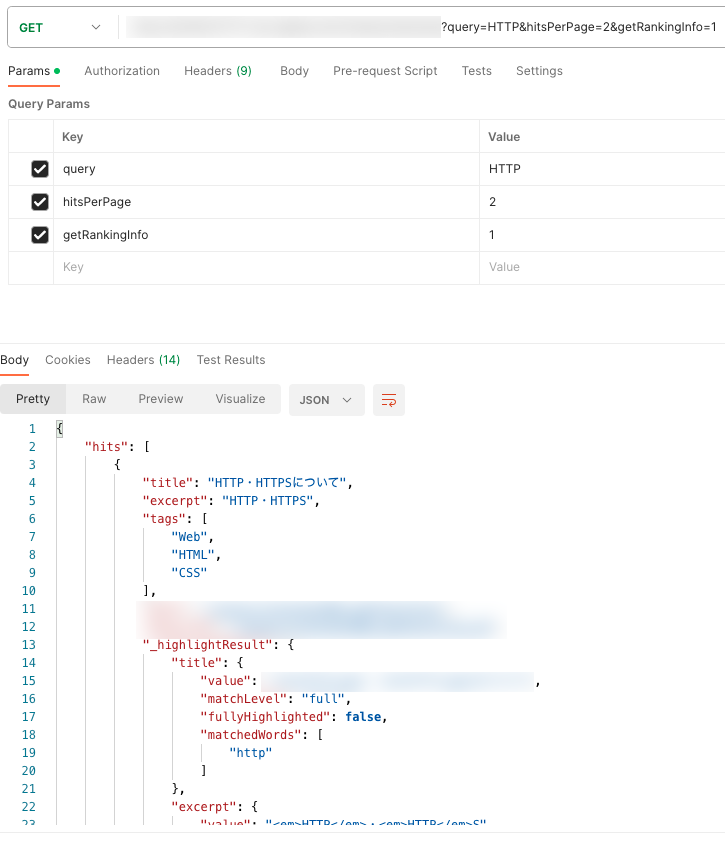 GET ?query=HTTP&hitsPerPage=2&getRankingInfo=1
Params Authorization Headers (9) Body Pre-request Script Tests Settings
Query Params
Key Value
query HTTP
hitsPerPage 2
getRankingInfo 1
Key Value
Body Cookies Headers (14) Test Results
Pretty Raw Preview Visualize JSON
1 {
2 "hits": [
3 {
4 "title": "HTTP・HTTPSについて",
5 "excerpt": "HTTP・HTTPS",
6 "tags": [
7 "Web",
8 "HTML",
9 "CSS"
10 ],
11
12
13 "_highlightResult": {
14 "title": {
15 "value": ,
16 "matchLevel": "full",
17 "fullyHighlighted": false,
18 "matchedWords": [
19 "http"
20 ]
21 },
22 "excerpt": {
23 "value": "<em>HTTP</em>・<em>HTTP</em>S"